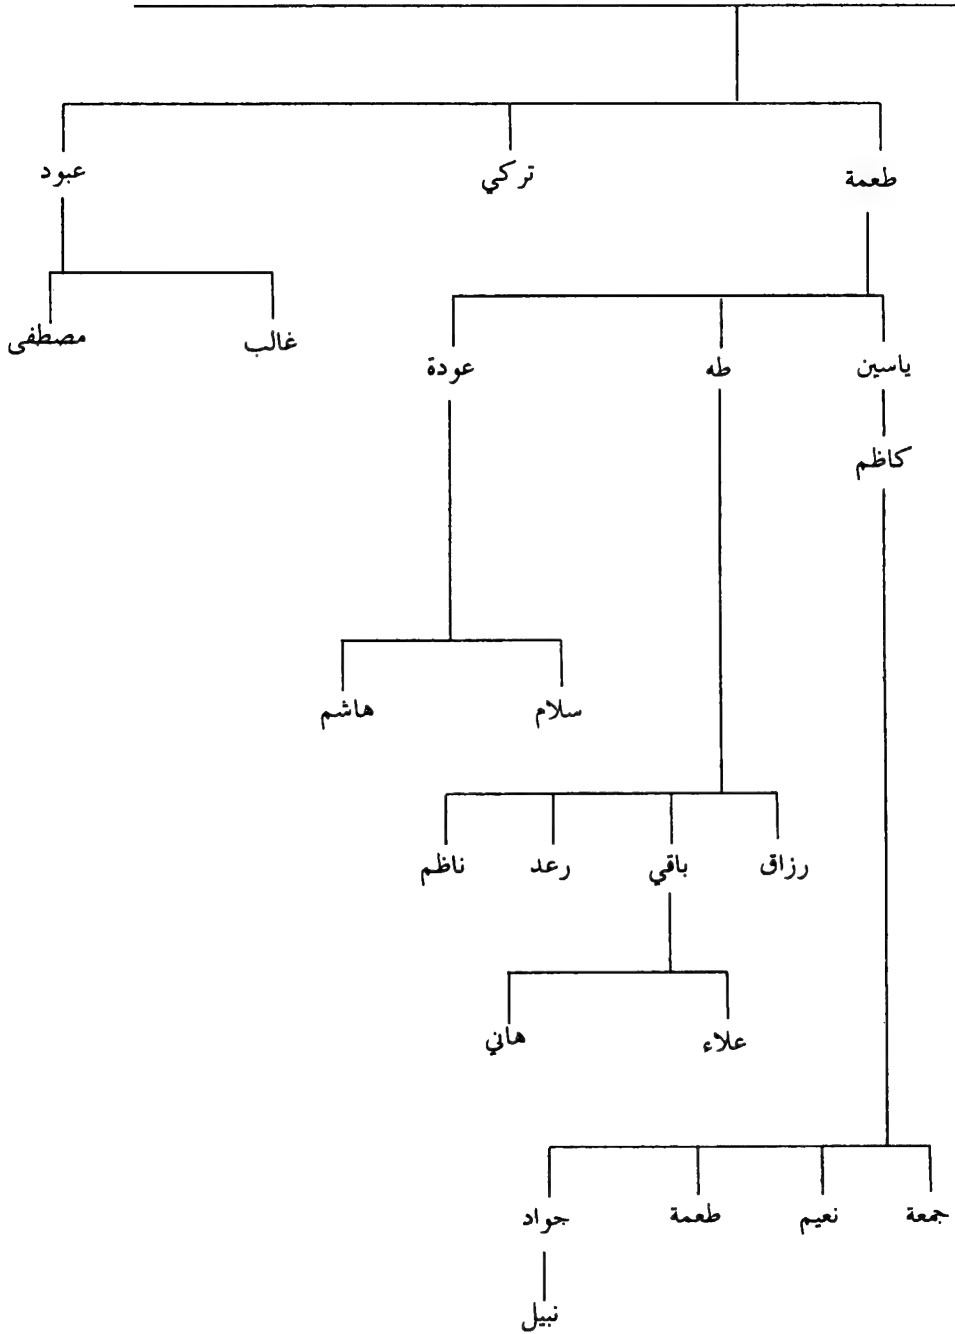 طعمة تركي عبود
غالب مصطفى
ياسين طه عودة
كاظم
سلام هاشم
رزاق باقي رعد ناظم
علاء هاني
جمعة نعيم طعمة جواد
نبيل